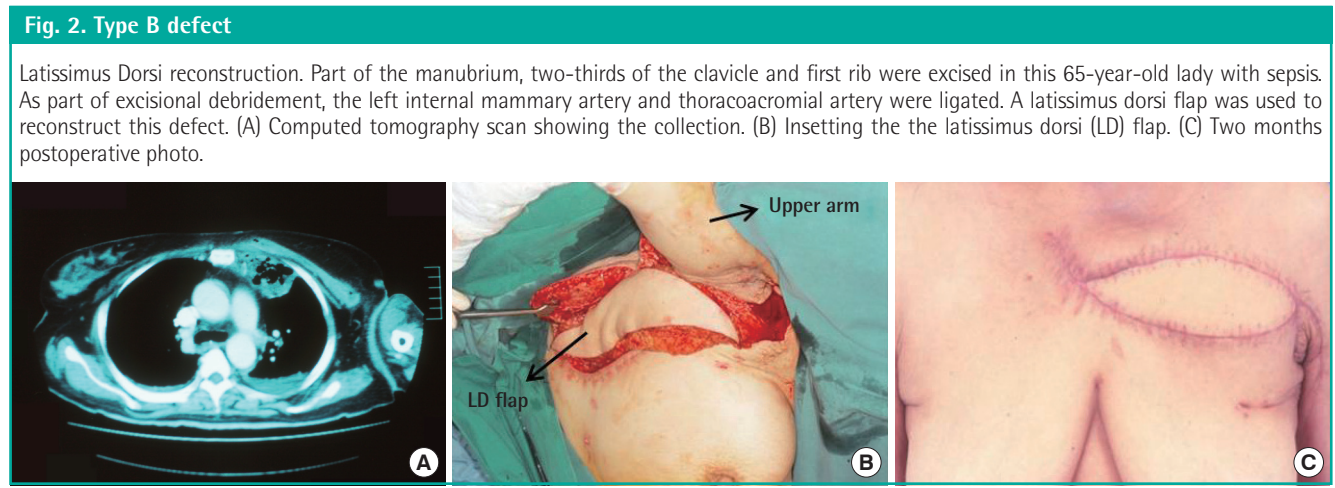 Fig. 2. Type B defect
Latissimus Dorsi reconstruction. Part of the manubrium, two-thirds of the clavicle and first rib were excised in this 65-year-old lady with sepsis.
As part of excisional debridement, the left internal mammary artery and thoracoacromial artery were ligated. A latissimus dorsi flap was used to
reconstruct this defect. (A) Computed tomography scan showing the collection. (B) Insetting the the latissimus dorsi (LD) flap. (C) Two months
postoperative photo.
Upper arm
LD flap
A
B
C